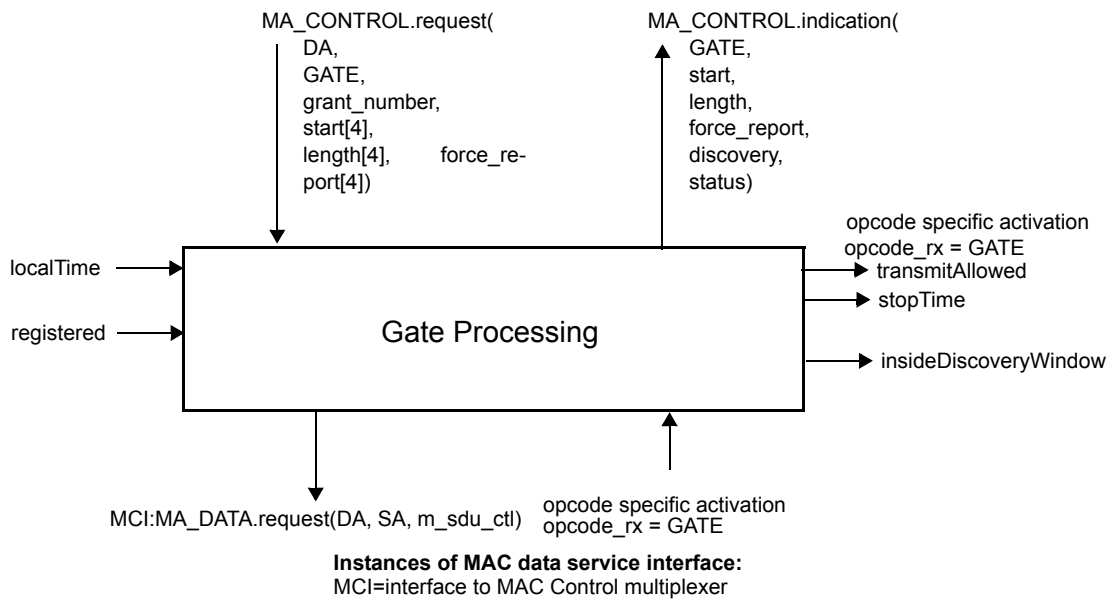 MA_CONTROL.request(
DA,
GATE,
grant_number,
start[4],
length[4], force_re-
port[4])
MA_CONTROL.indication(
GATE,
start,
length,
force_report,
discovery,
status)
opcode specific activation
opcode_rx = GATE
localTime
transmitAllowed
stopTime
registered
Gate Processing
insideDiscoveryWindow
MCI:MA_DATA.request(DA, SA, m_sdu_ctl)
opcode specific activation
opcode_rx = GATE
Instances of MAC data service interface:
MCI=interface to MAC Control multiplexer